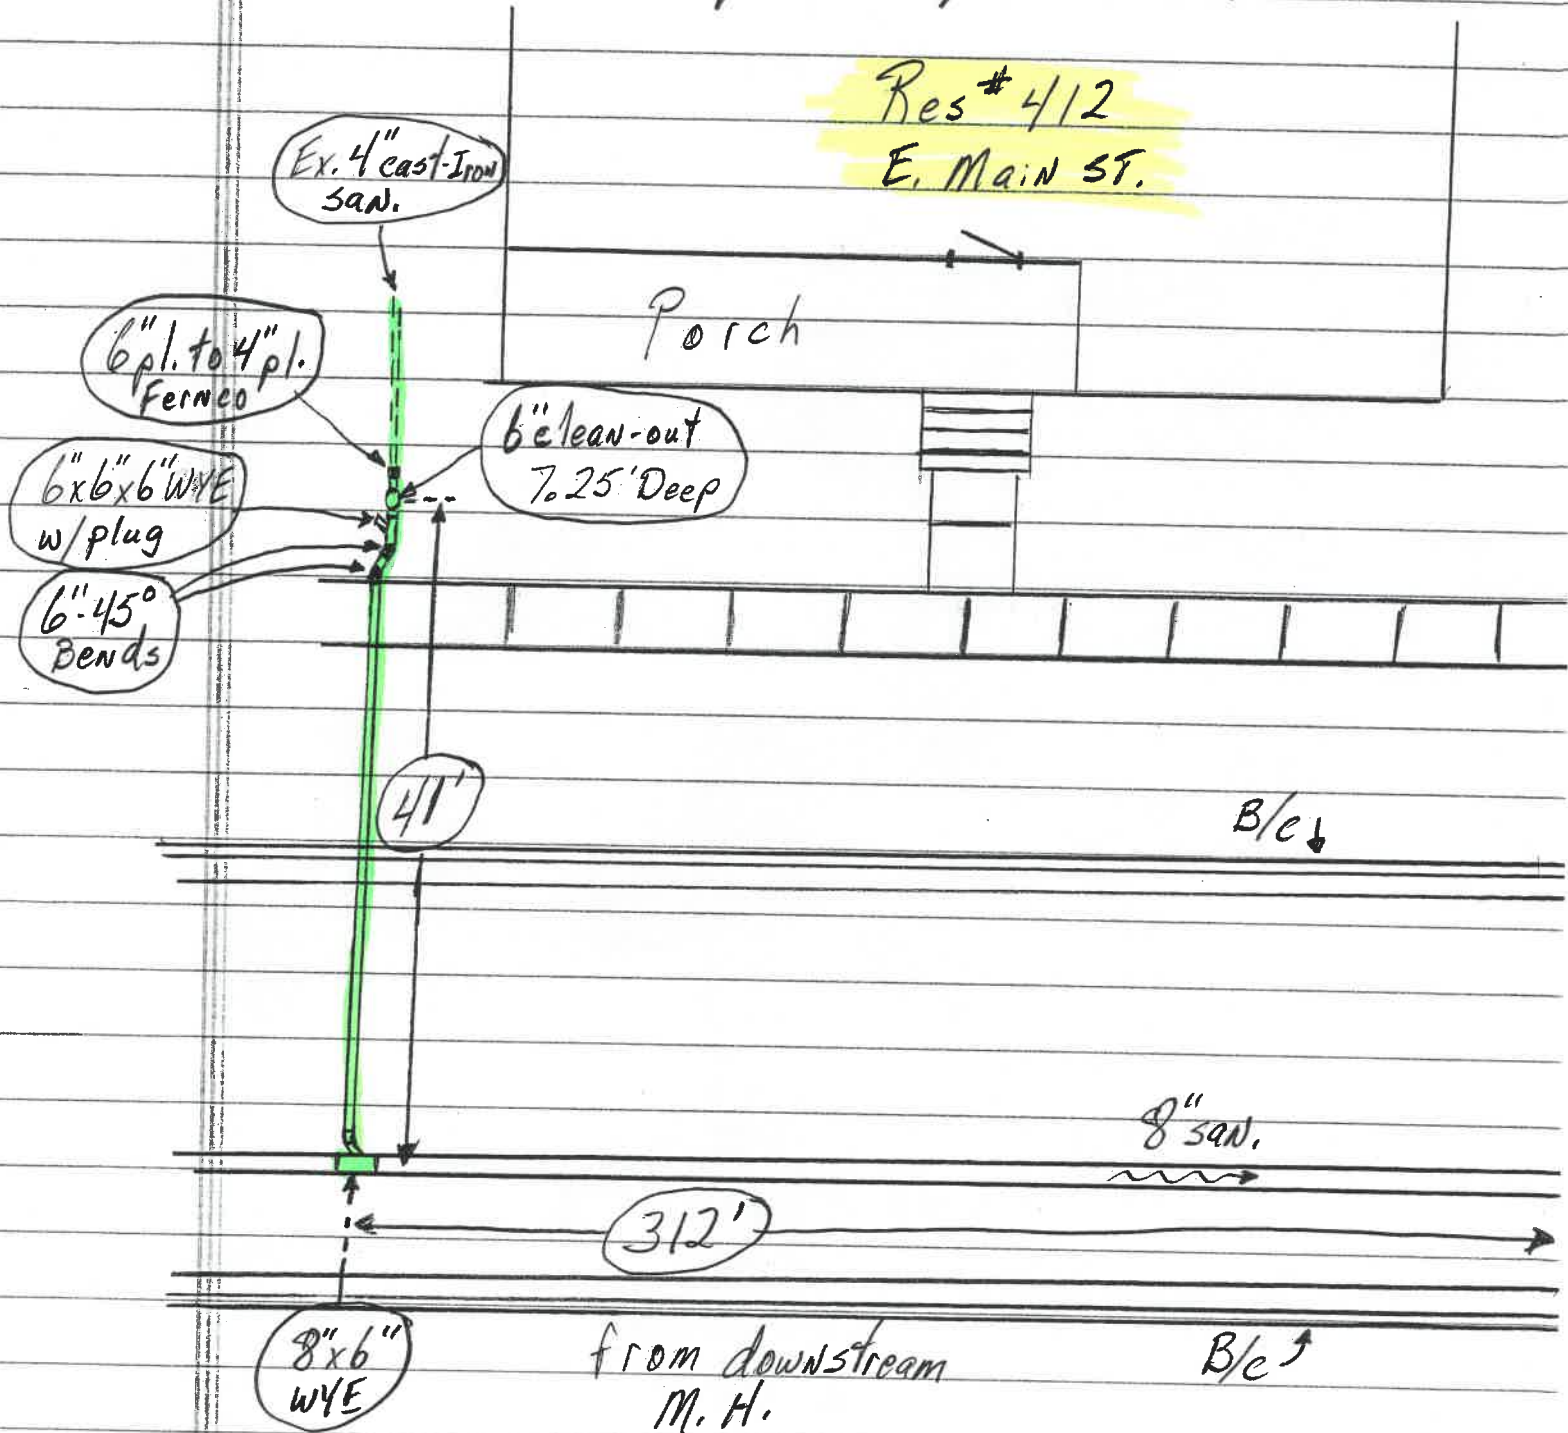 Res # 412
E. Main ST.
Ex. 4" cast-Iron
SAN.
Porch
6" pl. to 4" pl.
Fernco
6" clean-out
7.25' Deep
6"x6"x6" WYE
w/plug
6"-45°
Bends
41'
B/c
8" SAN.
312'
8"x6"
WYE
from downstream
M. H.
B/c